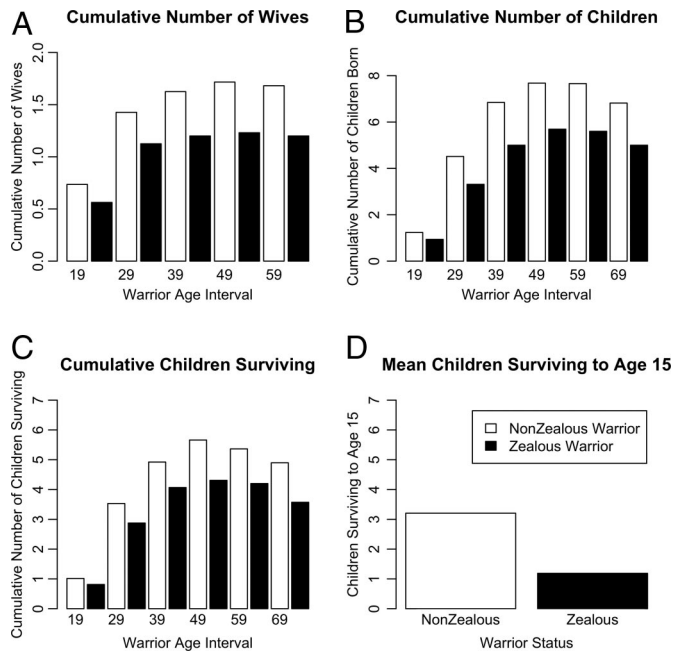 A
Cumulative Number of Wives
Cumulative Number of Wives
2.0
1.5
1.0
0.5
0.0
19 29 39 49 59
Warrior Age Interval
B
Cumulative Number of Children
Cumulative Number of Children Born
8
6
4
2
0
19 29 39 49 59 69
Warrior Age Interval
C
Cumulative Children Surviving
Cumulative Number of Children Surviving
7
6
5
4
3
2
1
0
19 29 39 49 59 69
Warrior Age Interval
D
Mean Children Surviving to Age 15
Children Surviving to Age 15
7
6
5
4
3
2
1
0
NonZealous Warrior
Zealous Warrior
NonZealous Zealous
Warrior Status